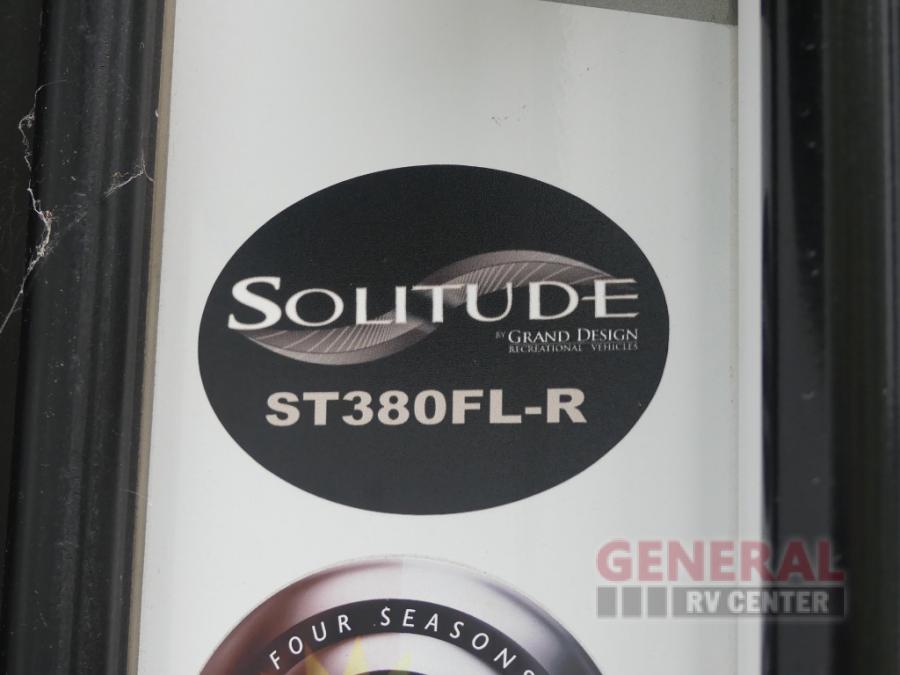 SOLITUDE
BY GRAND DESIGN
RECREATIONAL VEHICLES
ST380FL-R
FOUR SEASONS
GENERAL
RV CENTER